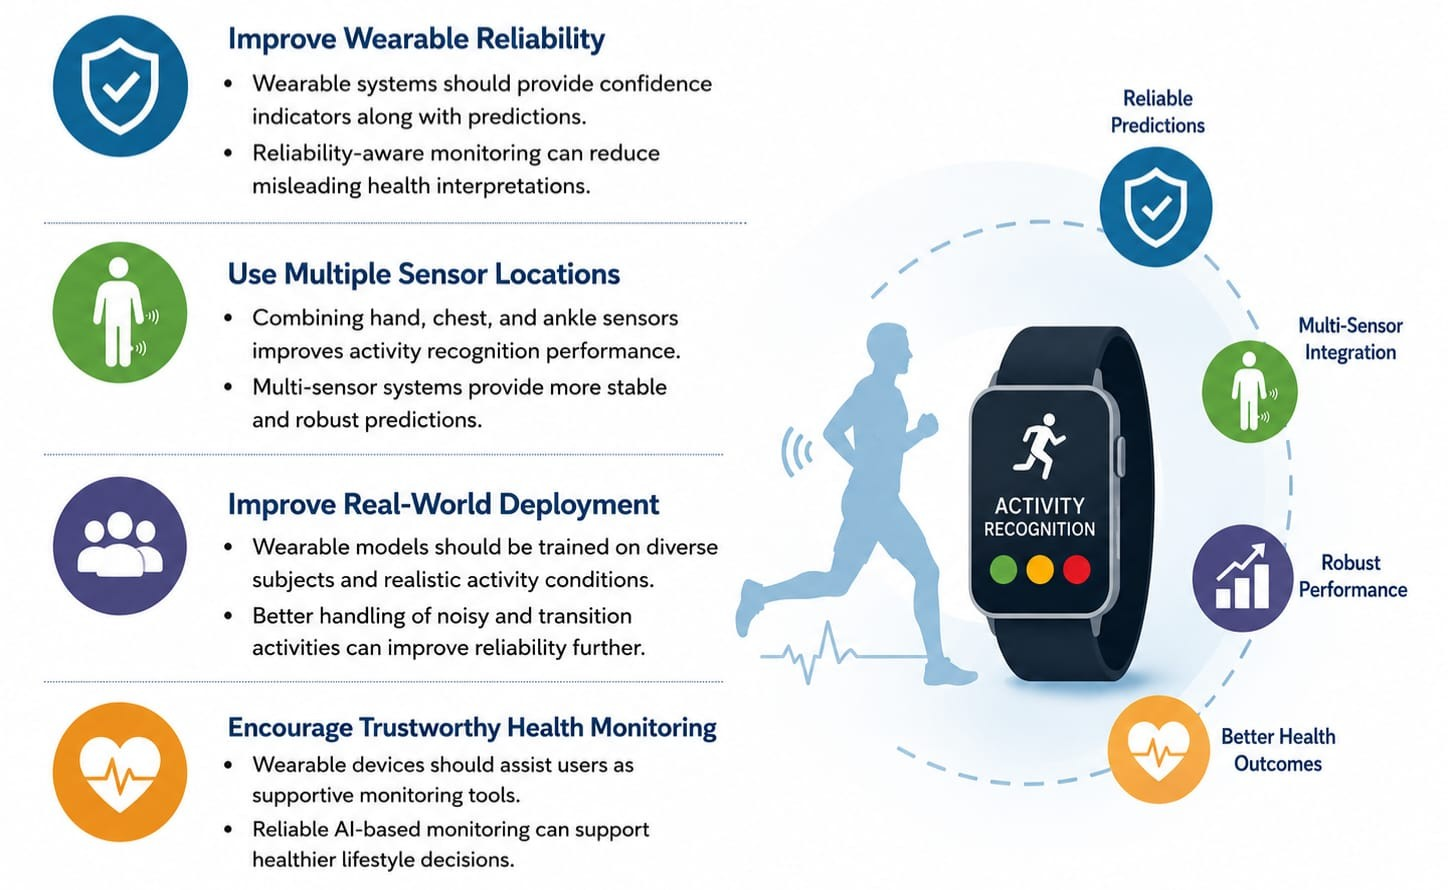 Improve Wearable Reliability
• Wearable systems should provide confidence
indicators along with predictions.
• Reliability-aware monitoring can reduce
misleading health interpretations.
Use Multiple Sensor Locations
• Combining hand, chest, and ankle sensors
improves activity recognition performance.
• Multi-sensor systems provide more stable
and robust predictions.
Improve Real-World Deployment
• Wearable models should be trained on diverse
subjects and realistic activity conditions.
• Better handling of noisy and transition
activities can improve reliability further.
Encourage Trustworthy Health Monitoring
• Wearable devices should assist users as
supportive monitoring tools.
• Reliable AI-based monitoring can support
healthier lifestyle decisions.
Reliable
Predictions
Multi-Sensor
Integration
ACTIVITY
RECOGNITION
Robust
Performance
Better Health
Outcomes